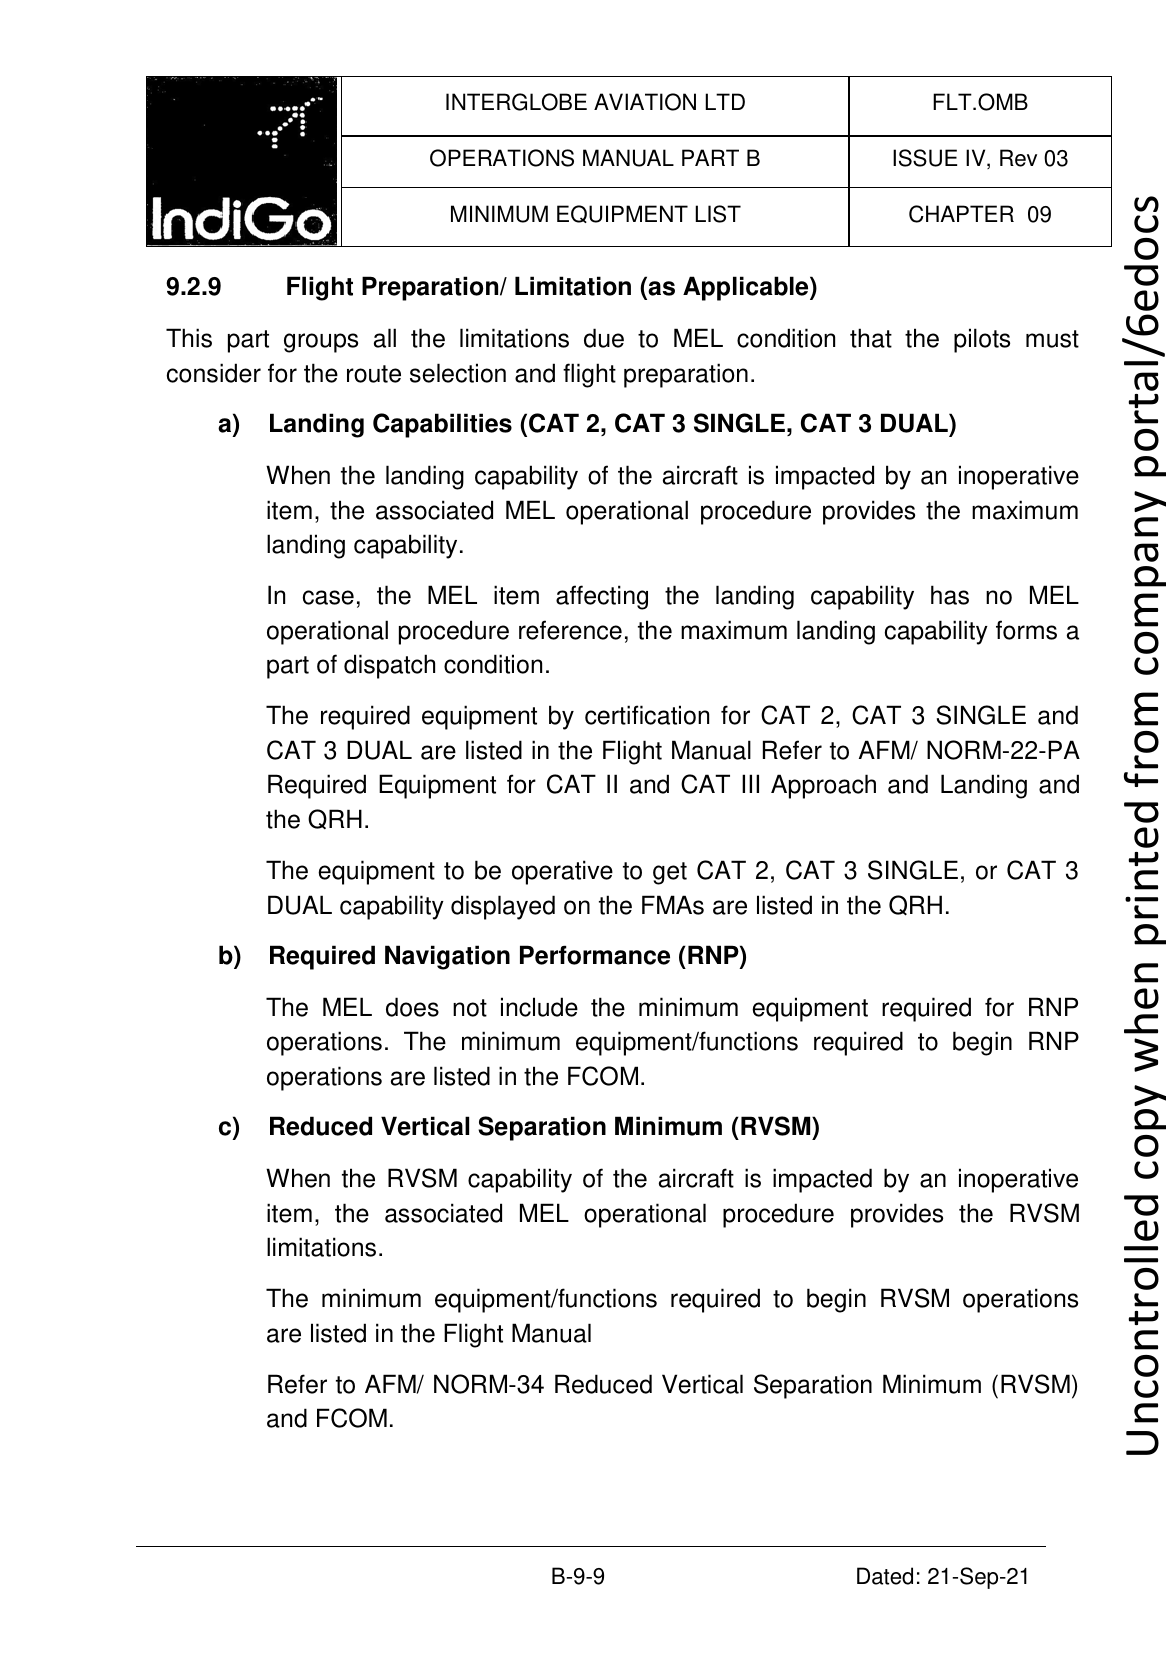 IndiGo
INTERGLOBE AVIATION LTD
FLT.OMB
OPERATIONS MANUAL PART B
ISSUE IV, Rev 03
MINIMUM EQUIPMENT LIST
CHAPTER  09
9.2.9 Flight Preparation/ Limitation (as Applicable)
This part groups all the limitations due to MEL condition that the pilots must
consider for the route selection and flight preparation.
a) Landing Capabilities (CAT 2, CAT 3 SINGLE, CAT 3 DUAL)
When the landing capability of the aircraft is impacted by an inoperative
item, the associated MEL operational procedure provides the maximum
landing capability.
In case, the MEL item affecting the landing capability has no MEL
operational procedure reference, the maximum landing capability forms a
part of dispatch condition.
The required equipment by certification for CAT 2, CAT 3 SINGLE and
CAT 3 DUAL are listed in the Flight Manual Refer to AFM/ NORM-22-PA
Required Equipment for CAT II and CAT III Approach and Landing and
the QRH.
The equipment to be operative to get CAT 2, CAT 3 SINGLE, or CAT 3
DUAL capability displayed on the FMAs are listed in the QRH.
b) Required Navigation Performance (RNP)
The MEL does not include the minimum equipment required for RNP
operations. The minimum equipment/functions required to begin RNP
operations are listed in the FCOM.
c) Reduced Vertical Separation Minimum (RVSM)
When the RVSM capability of the aircraft is impacted by an inoperative
item, the associated MEL operational procedure provides the RVSM
limitations.
The minimum equipment/functions required to begin RVSM operations
are listed in the Flight Manual
Refer to AFM/ NORM-34 Reduced Vertical Separation Minimum (RVSM)
and FCOM.
B-9-9
Dated: 21-Sep-21
Uncontrolled copy when printed from company portal/6edocs